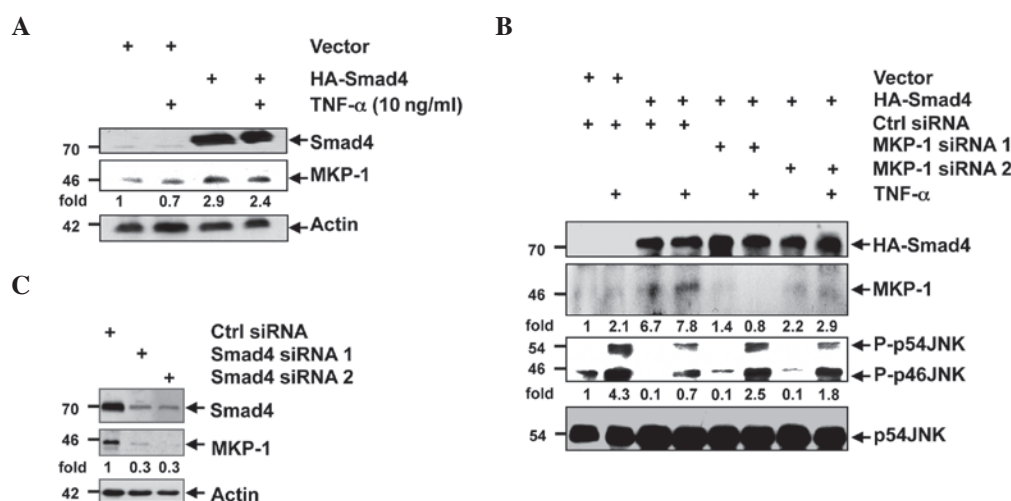 A
+ + Vector
+ + HA-Smad4
+ + TNF-α (10 ng/ml)
70 Smad4
46 MKP-1
fold 1 0.7 2.9 2.4
42 Actin
B
+ + Vector
+ + + + + + HA-Smad4
+ + + + Ctrl siRNA
+ + MKP-1 siRNA 1
+ + MKP-1 siRNA 2
+ + + + TNF-α
70 HA-Smad4
46 MKP-1
fold 1 2.1 6.7 7.8 1.4 0.8 2.2 2.9
54 P-p54JNK
46 P-p46JNK
fold 1 4.3 0.1 0.7 0.1 2.5 0.1 1.8
54 p54JNK
C
+ Ctrl siRNA
+ Smad4 siRNA 1
+ Smad4 siRNA 2
70 Smad4
46 MKP-1
fold 1 0.3 0.3
42 Actin